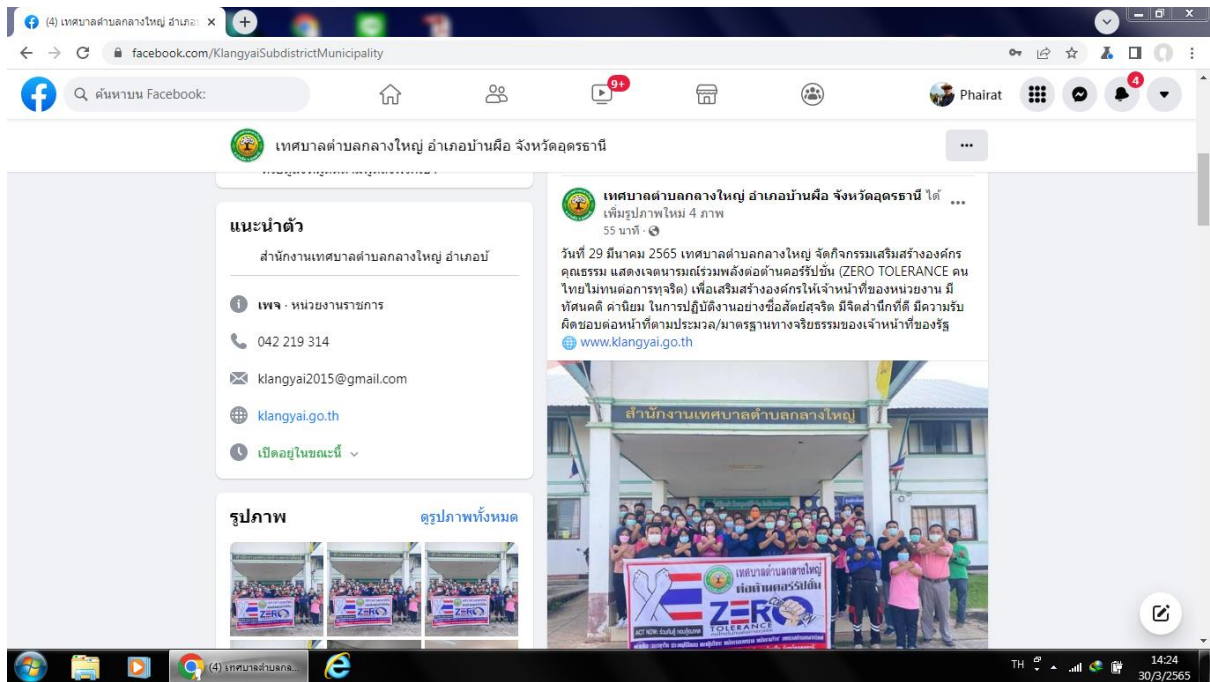 (4) เทศบาลตำบลกลางใหญ่ อำเภอ
facebook.com/KlangyaiSubdistrictMunicipality
ค้นหาบน Facebook:
9+
Phairat
4
เทศบาลตำบลกลางใหญ่ อำเภอบ้านผือ จังหวัดอุดรธานี
แนะนำตัว
สำนักงานเทศบาลตำบลกลางใหญ่ อำเภอบ้
เพจ · หน่วยงานราชการ
042 219 314
klangyai2015@gmail.com
klangyai.go.th
เปิดอยู่ในขณะนี้
รูปภาพ
ดูรูปภาพทั้งหมด
เทศบาลตำบลกลางใหญ่ อำเภอบ้านผือ จังหวัดอุดรธานี ได้
เพิ่มรูปภาพใหม่ 4 ภาพ
55 นาที ·
วันที่ 29 มีนาคม 2565 เทศบาลตำบลกลางใหญ่ จัดกิจกรรมเสริมสร้างองค์กร
คุณธรรม แสดงเจตนารมณ์ร่วมพลังต่อต้านคอร์รัปชั่น (ZERO TOLERANCE คน
ไทยไม่ทนต่อการทุจริต) เพื่อเสริมสร้างองค์กรให้เจ้าหน้าที่ของหน่วยงาน มี
ทัศนคติ ค่านิยม ในการปฏิบัติงานอย่างซื่อสัตย์สุจริต มีจิตสำนึกที่ดี มีความรับ
ผิดชอบต่อหน้าที่ตามประมวล/มาตรฐานทางจริยธรรมของเจ้าหน้าที่ของรัฐ
www.klangyai.go.th
สำนักงานเทศบาลตำบลกลางใหญ่
เทศบาลตำบลกลางใหญ่
ต่อต้านคอร์รัปชั่น
ZERO
TOLERANCE
(4) เทศบาลตำบลกล...
TH
14:24
30/3/2565